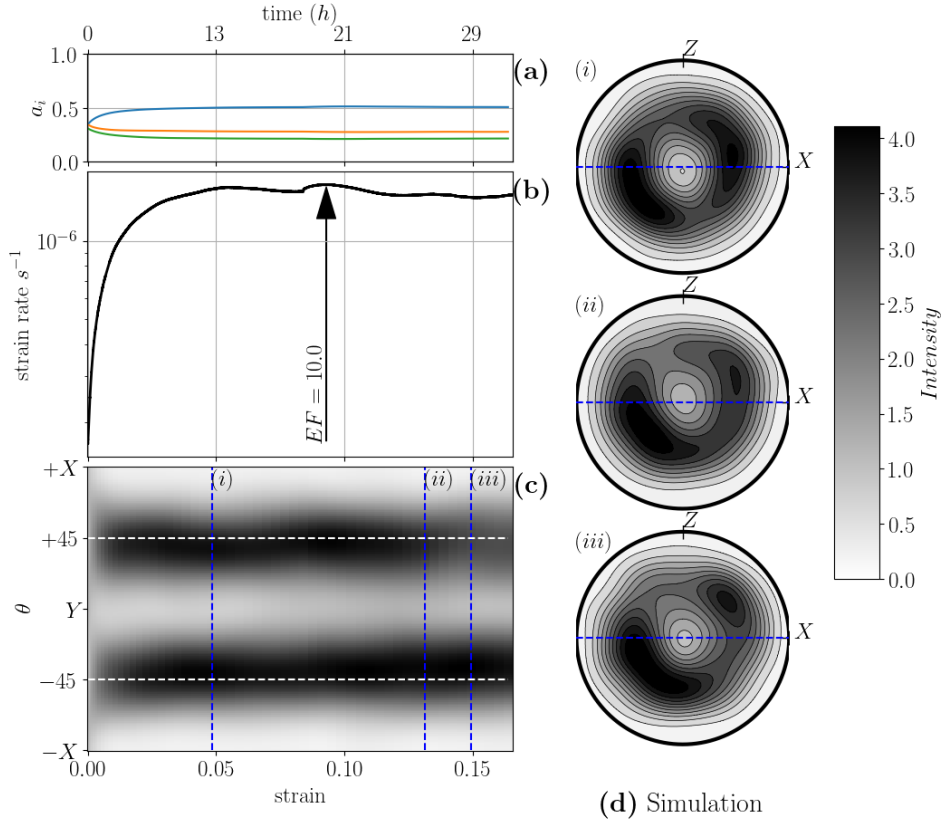 time (h)
0 13 21 29
1.0
0.5
0.0
a_i
(a)
(b)
10^{-6}
strain rate s^{-1}
EF = 10.0
+X
+45
Y
−45
−X
θ
(i)
(ii)
(iii)
(c)
0.00 0.05 0.10 0.15
strain
(i)
Z
X
(ii)
Z
X
(iii)
Z
X
(d) Simulation
4.0
3.5
3.0
2.5
2.0
1.5
1.0
0.5
0.0
Intensity